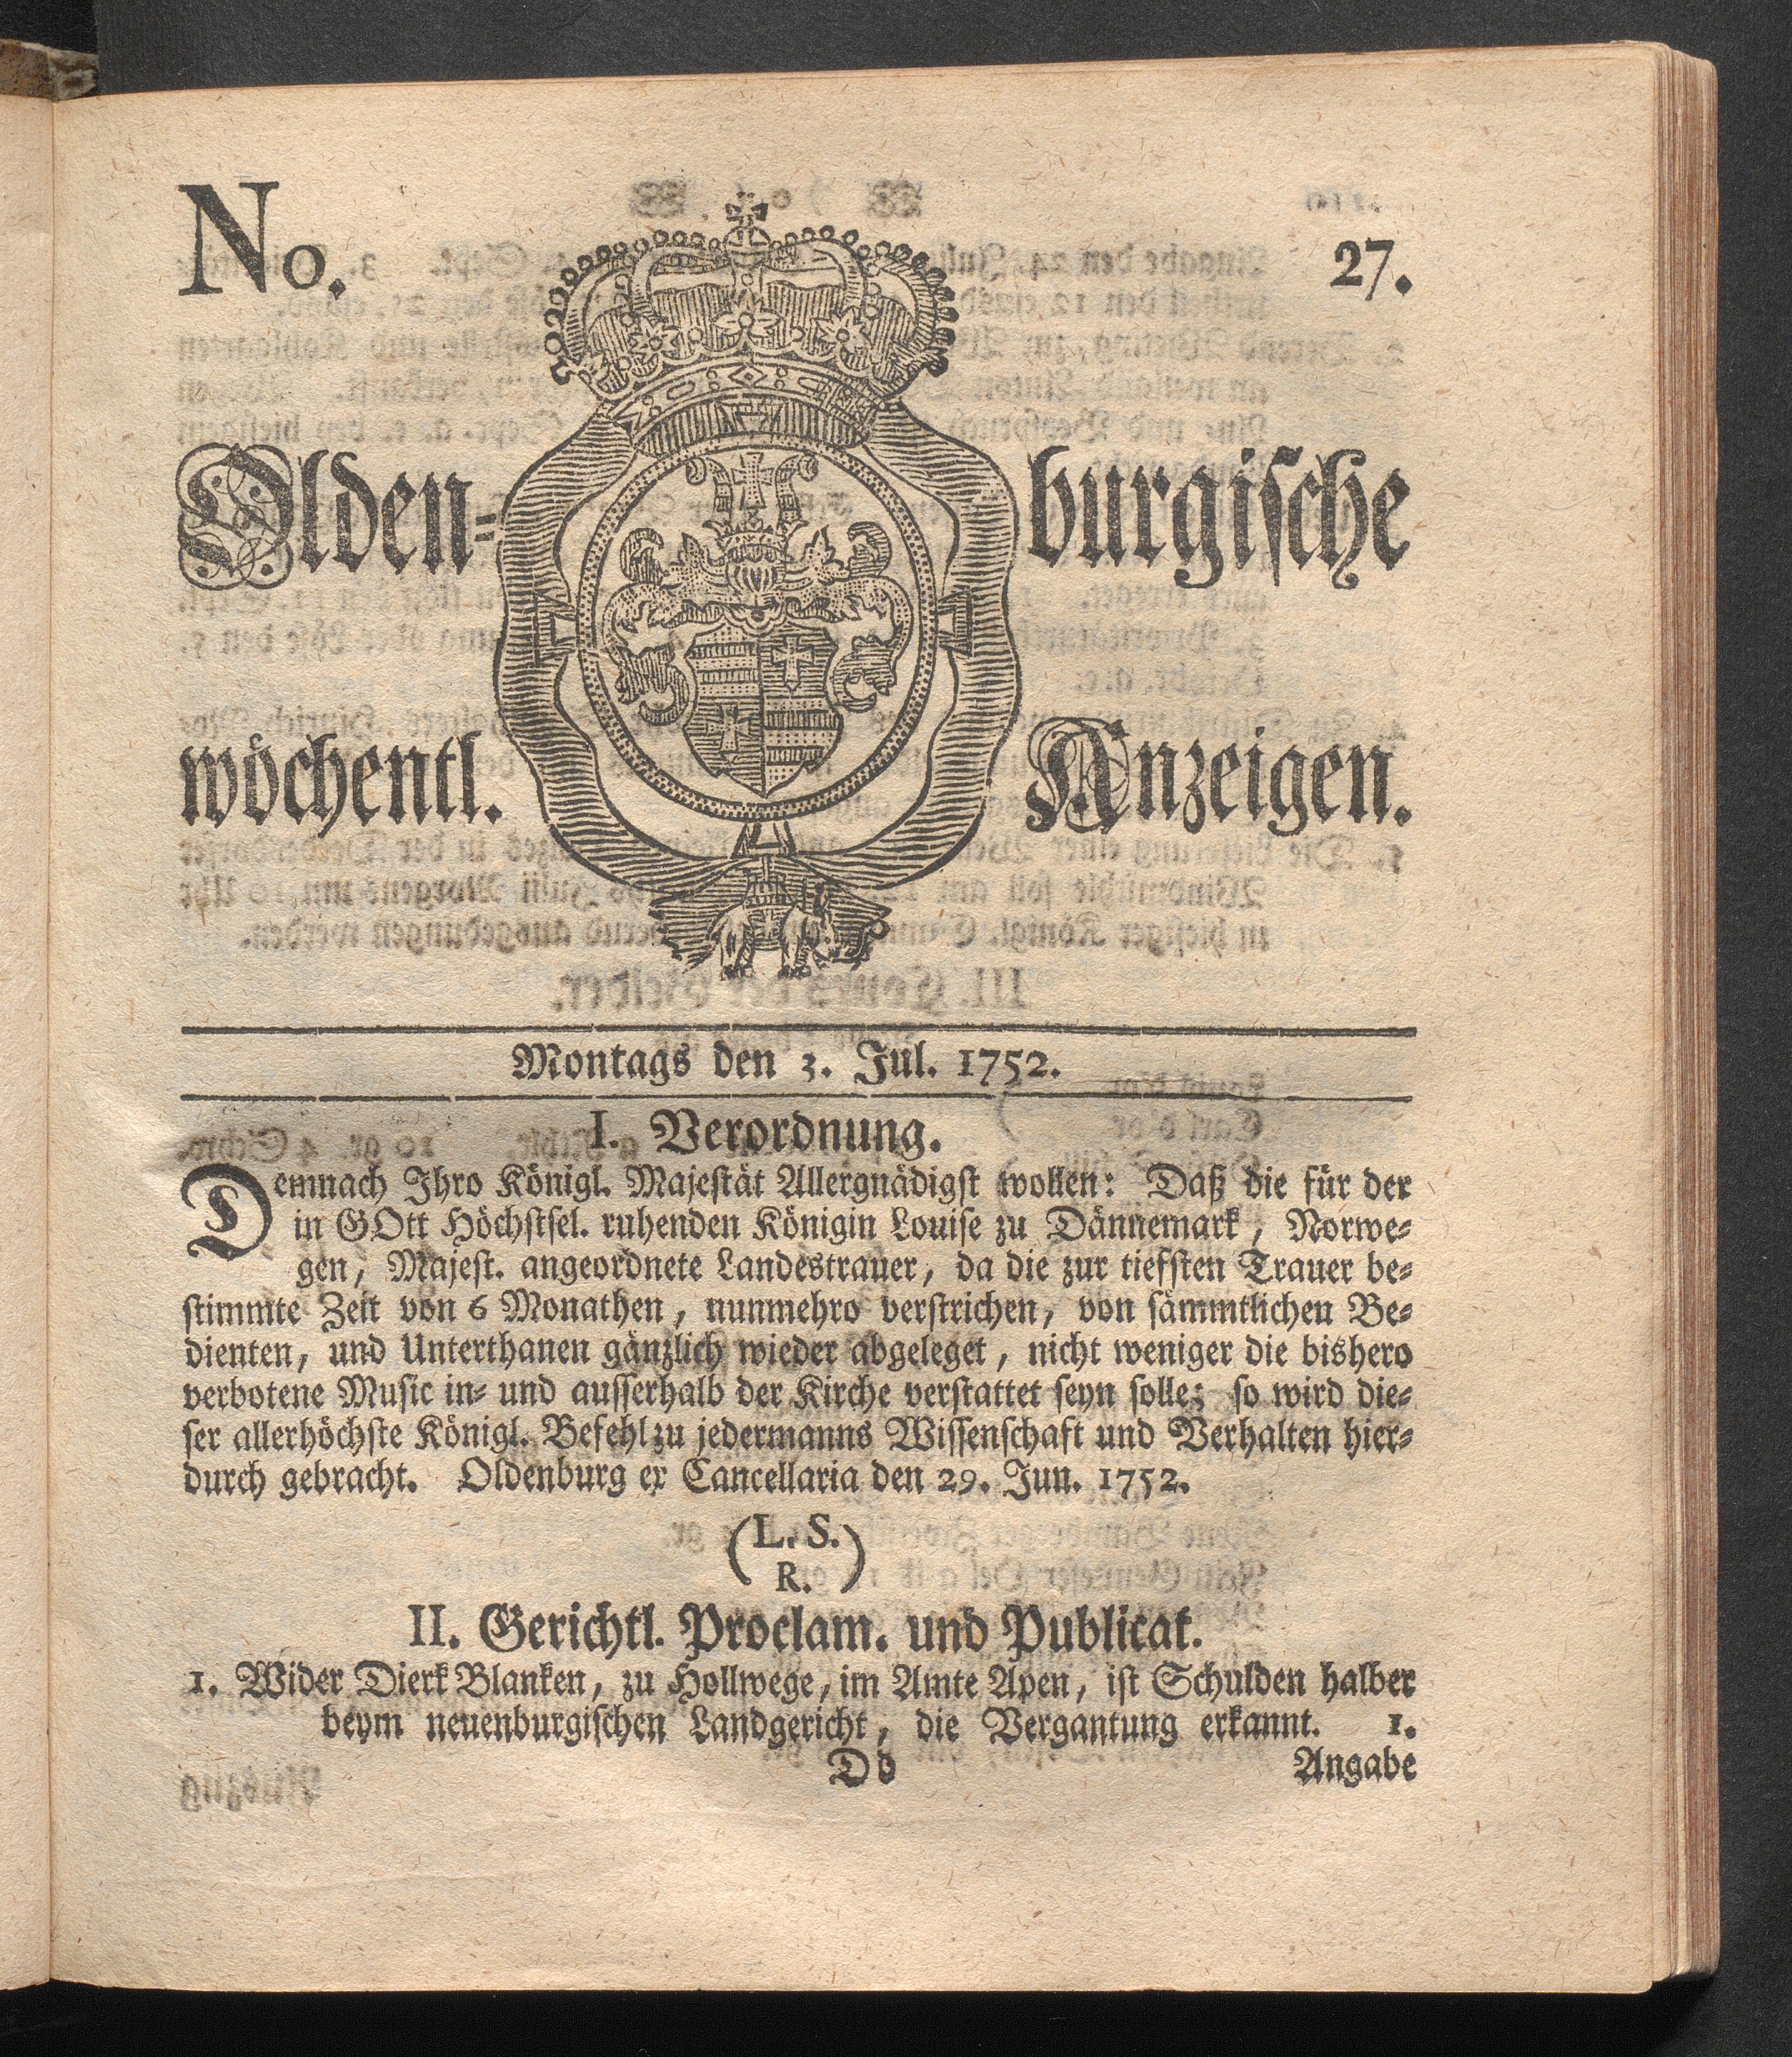 No. 27.
Olden= burgische
wöchentl. Anzeigen.
Montags den 3. Jul. 1752.
I. Verordnung.
Demnach Ihro Königl. Majestät Allergnädigst wollen: Daß die für der
in GOtt Höchstsel. ruhenden Königin Louise zu Dännemark, Norwe=
gen, Majest. angeordnete Landestrauer, da die zur tiefsten Trauer be=
stimmte Zeit von 6 Monathen, nunmehro verstrichen, von sämmtlichen Be=
dienten, und Unterthanen gänzlich wieder abgeleget, nicht weniger die bishero
verbotene Music in= und ausserhalb der Kirche verstattet seyn solle; so wird die=
ser allerhöchste Königl. Befehl zu jedermanns Wissenschaft und Verhalten hier=
durch gebracht. Oldenburg ex Cancellaria den 29. Jun. 1752.
(L. S.)
R.
II. Gerichtl. Proclam. und Publicat.
1. Wider Dierk Blanken, zu Hollwege, im Amte Apen, ist Schulden halber
beym neuenburgischen Landgericht, die Vergantung erkannt. 1.
Dd Angabe